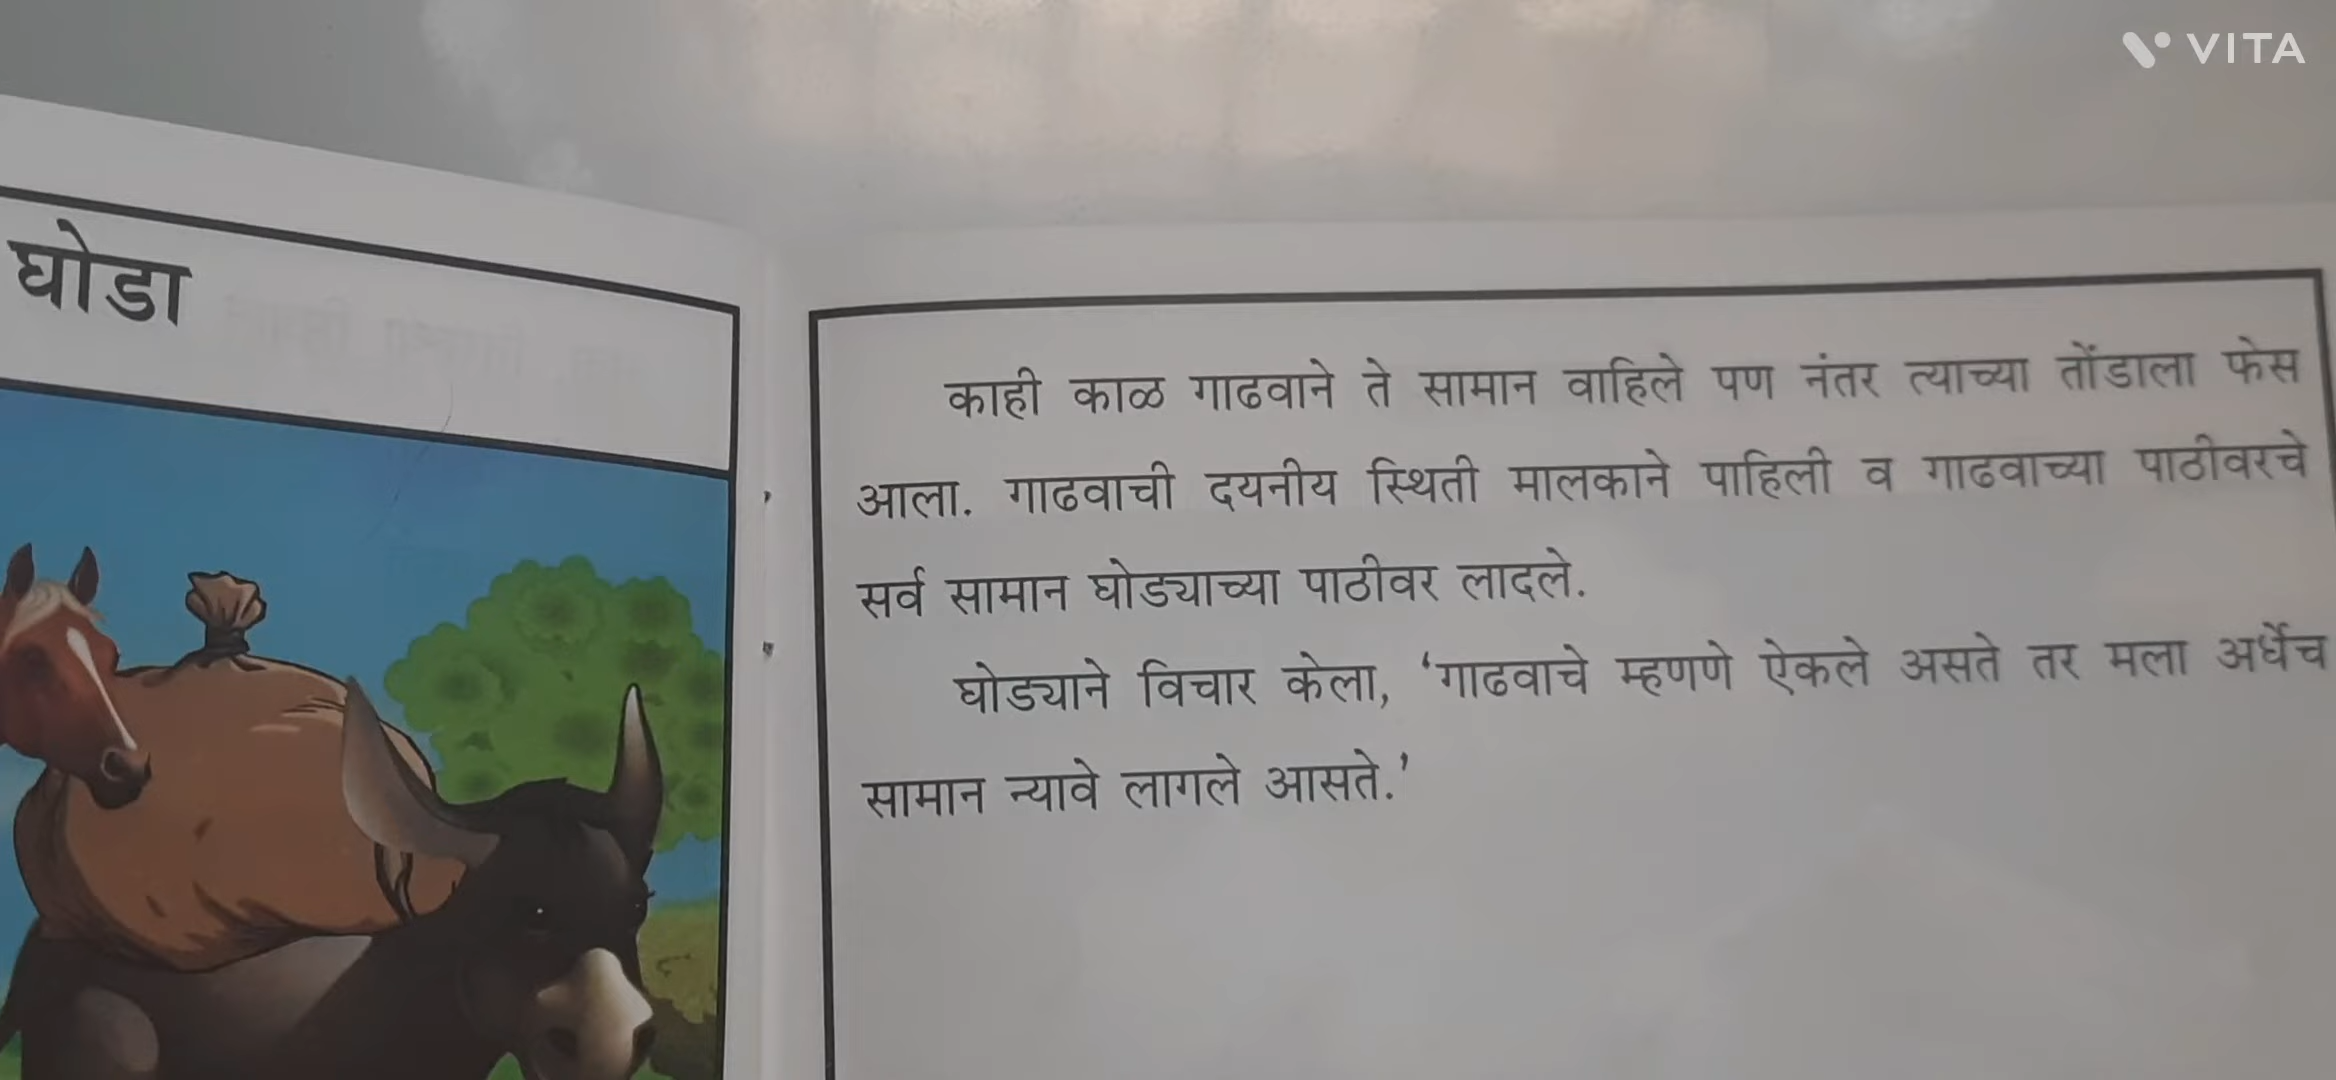 VITA
घोडा
काही काळ गाढवाने ते सामान वाहिले पण नंतर त्याच्या तोंडाला फेस
आला. गाढवाची दयनीय स्थिती मालकाने पाहिली व गाढवाच्या पाठीवरचे
सर्व सामान घोड्याच्या पाठीवर लादले.
घोड्याने विचार केला, ‘गाढवाचे म्हणणे ऐकले असते तर मला अर्धेच
सामान न्यावे लागले आसते.’